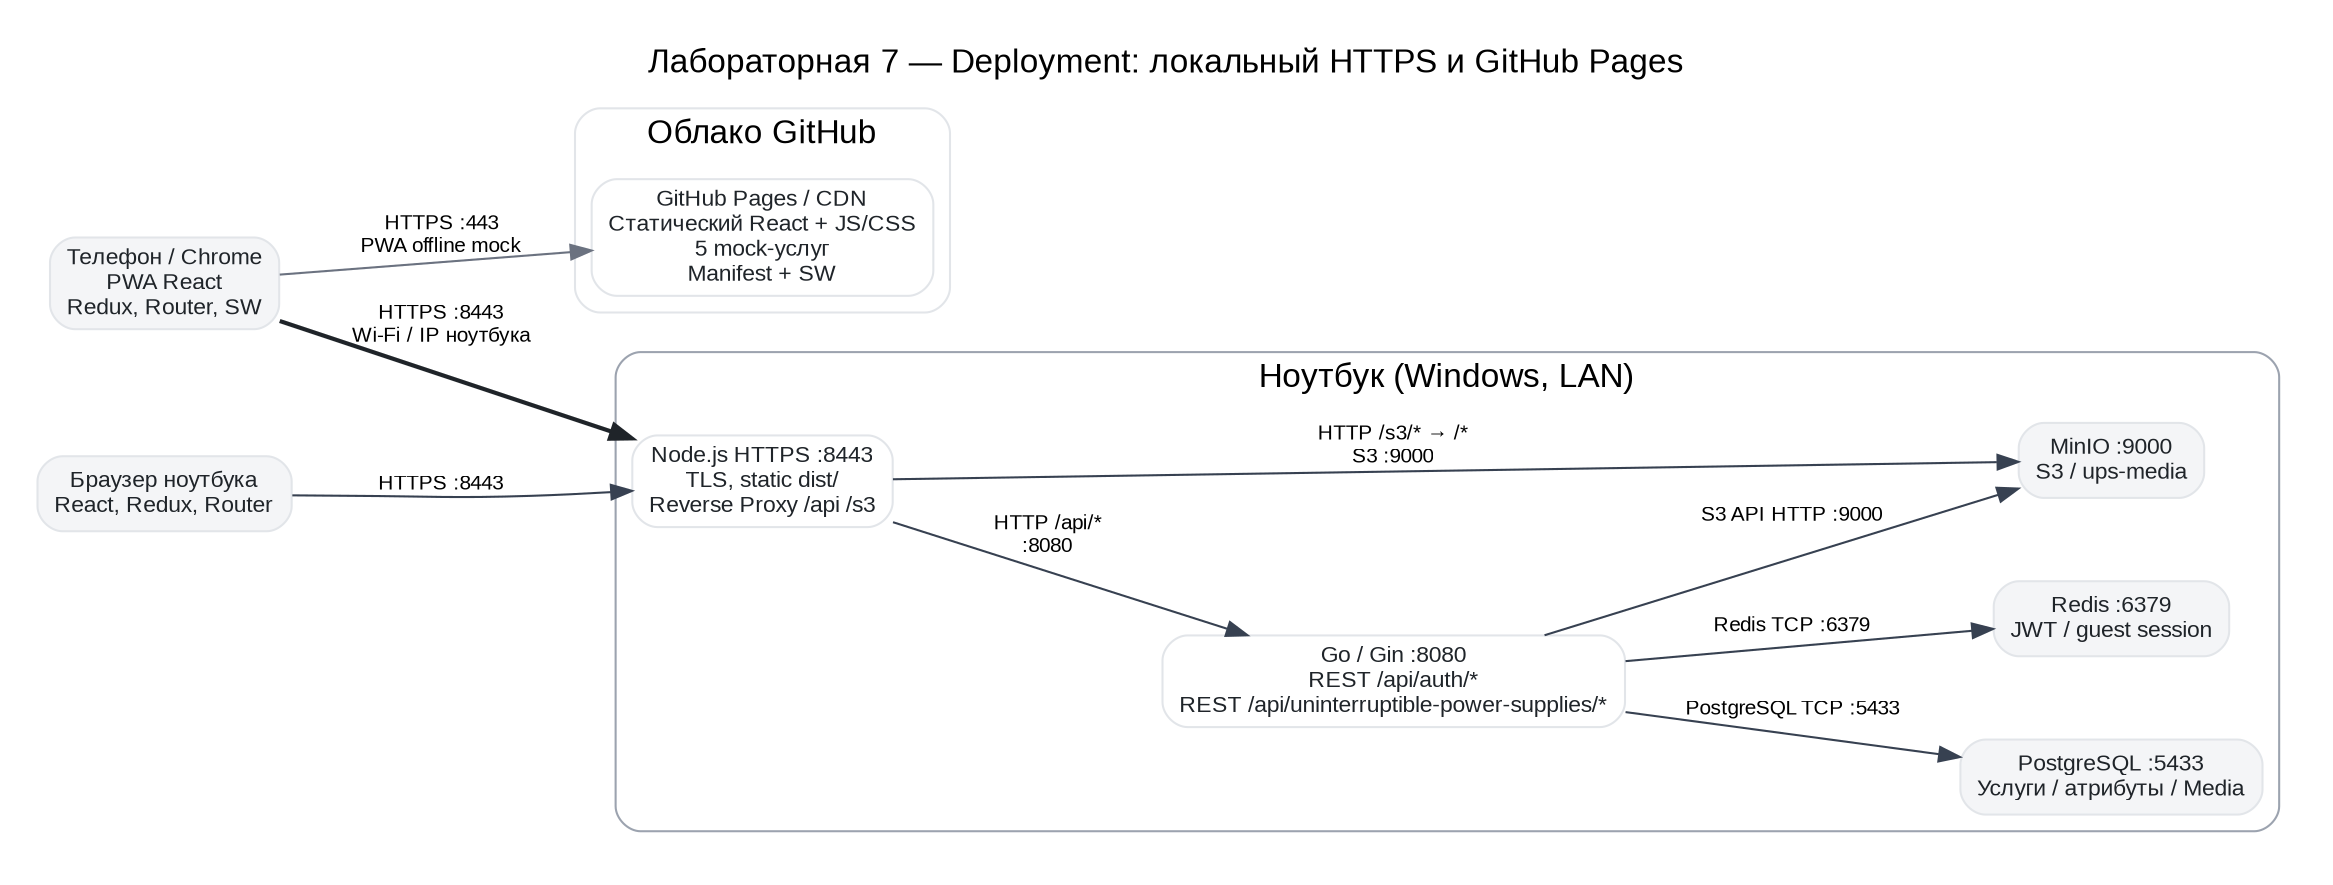 Лабораторная 7 — Deployment: локальный HTTPS и GitHub Pages
Облако GitHub
GitHub Pages / CDN
Статический React + JS/CSS
5 mock-услуг
Manifest + SW
HTTPS :443
PWA offline mock
Телефон / Chrome
PWA React
Redux, Router, SW
HTTPS :8443
Wi-Fi / IP ноутбука
Ноутбук (Windows, LAN)
Браузер ноутбука
React, Redux, Router
HTTPS :8443
Node.js HTTPS :8443
TLS, static dist/
Reverse Proxy /api /s3
HTTP /s3/* → /*
S3 :9000
MinIO :9000
S3 / ups-media
HTTP /api/*
:8080
S3 API HTTP :9000
Redis :6379
JWT / guest session
Redis TCP :6379
Go / Gin :8080
REST /api/auth/*
REST /api/uninterruptible-power-supplies/*
PostgreSQL TCP :5433
PostgreSQL :5433
Услуги / атрибуты / Media